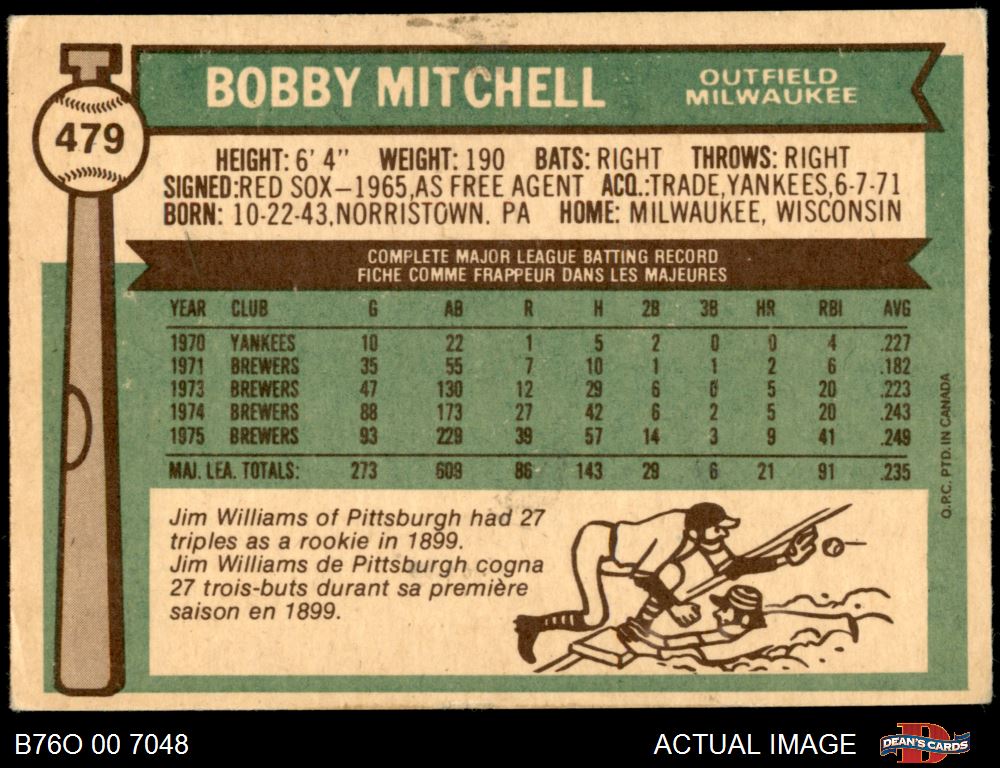 BOBBY MITCHELL
OUTFIELD
MILWAUKEE
479
HEIGHT: 6' 4" WEIGHT: 190 BATS: RIGHT THROWS: RIGHT
SIGNED:RED SOX–1965,AS FREE AGENT ACQ.:TRADE,YANKEES,6-7-71
BORN: 10-22-43,NORRISTOWN. PA HOME: MILWAUKEE, WISCONSIN
COMPLETE MAJOR LEAGUE BATTING RECORD
FICHE COMME FRAPPEUR DANS LES MAJEURES
YEAR CLUB G AB R H 2B 3B HR RBI AVG
1970 YANKEES 10 22 1 5 2 0 0 4 .227
1971 BREWERS 35 55 7 10 1 1 2 6 .182
1973 BREWERS 47 130 12 29 6 0 5 20 .223
1974 BREWERS 88 173 27 42 6 2 5 20 .243
1975 BREWERS 93 229 39 57 14 3 9 41 .249
MAJ. LEA. TOTALS: 273 609 86 143 29 6 21 91 .235
O.P.C. PTD. IN CANADA
Jim Williams of Pittsburgh had 27
triples as a rookie in 1899.
Jim Williams de Pittsburgh cogna
27 trois-buts durant sa première
saison en 1899.
B76O 00 7048
ACTUAL IMAGE
DEAN'S CARDS